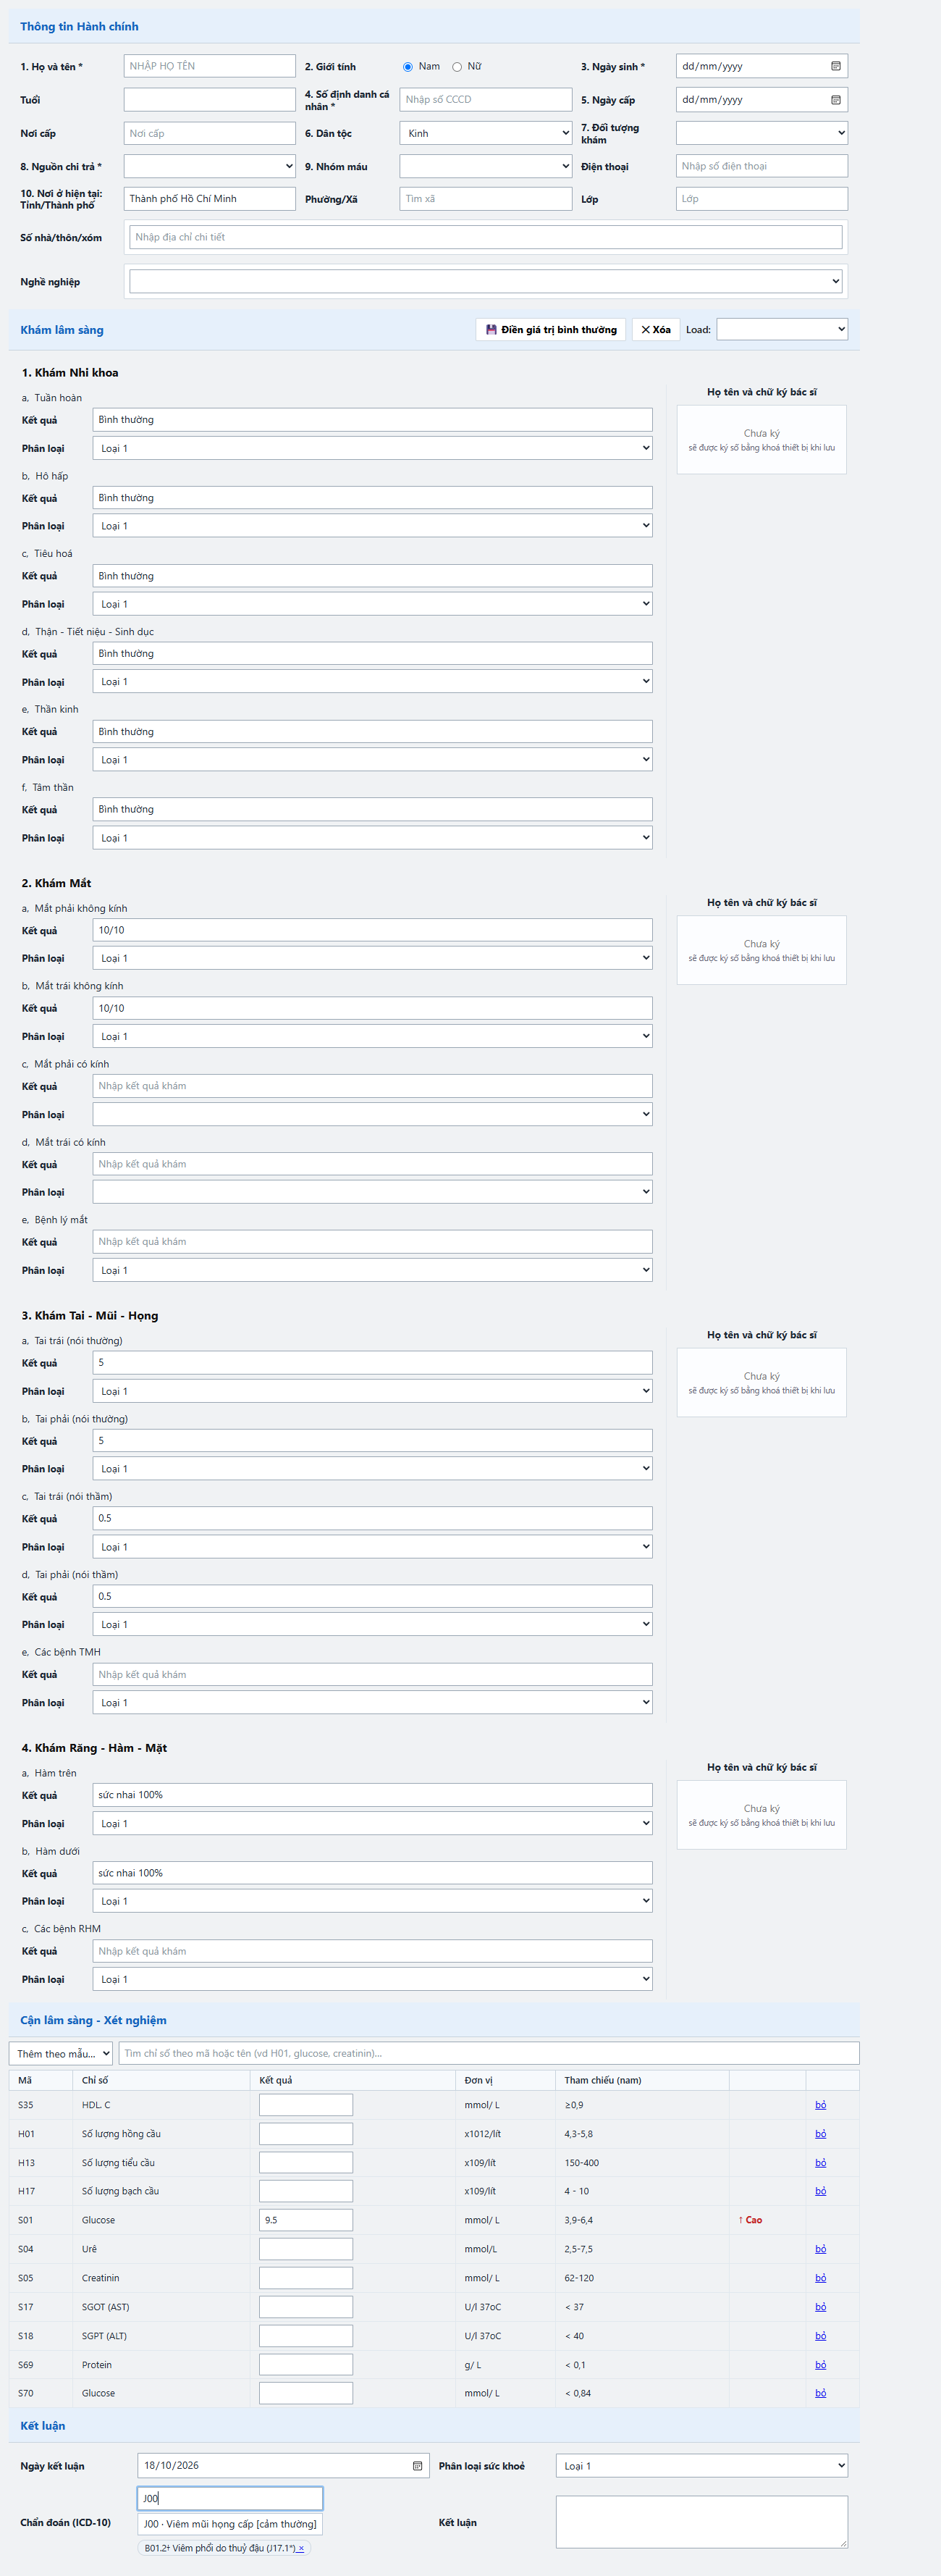 Thông tin Hành chính
1. Họ và tên * NHẬP HỌ TÊN 2. Giới tính Nam Nữ 3. Ngày sinh * dd/mm/yyyy
Tuổi 4. Số định danh cá nhân * Nhập số CCCD 5. Ngày cấp dd/mm/yyyy
Nơi cấp Nơi cấp 6. Dân tộc Kinh 7. Đối tượng khám
8. Nguồn chi trả * 9. Nhóm máu Điện thoại Nhập số điện thoại
10. Nơi ở hiện tại: Tỉnh/Thành phố Thành phố Hồ Chí Minh Phường/Xã Tìm xã Lớp Lớp
Số nhà/thôn/xóm Nhập địa chỉ chi tiết
Nghề nghiệp
Khám lâm sàng Điền giá trị bình thường ✕ Xóa Load:
1. Khám Nhi khoa
Họ tên và chữ ký bác sĩ
Chưa ký
sẽ được ký số bằng khoá thiết bị khi lưu
a, Tuần hoàn
Kết quả Bình thường
Phân loại Loại 1
b, Hô hấp
Kết quả Bình thường
Phân loại Loại 1
c, Tiêu hoá
Kết quả Bình thường
Phân loại Loại 1
d, Thận - Tiết niệu - Sinh dục
Kết quả Bình thường
Phân loại Loại 1
e, Thần kinh
Kết quả Bình thường
Phân loại Loại 1
f, Tâm thần
Kết quả Bình thường
Phân loại Loại 1
2. Khám Mắt
Họ tên và chữ ký bác sĩ
Chưa ký
sẽ được ký số bằng khoá thiết bị khi lưu
a, Mắt phải không kính
Kết quả 10/10
Phân loại Loại 1
b, Mắt trái không kính
Kết quả 10/10
Phân loại Loại 1
c, Mắt phải có kính
Kết quả Nhập kết quả khám
Phân loại
d, Mắt trái có kính
Kết quả Nhập kết quả khám
Phân loại
e, Bệnh lý mắt
Kết quả Nhập kết quả khám
Phân loại Loại 1
3. Khám Tai - Mũi - Họng
Họ tên và chữ ký bác sĩ
Chưa ký
sẽ được ký số bằng khoá thiết bị khi lưu
a, Tai trái (nói thường)
Kết quả 5
Phân loại Loại 1
b, Tai phải (nói thường)
Kết quả 5
Phân loại Loại 1
c, Tai trái (nói thầm)
Kết quả 0.5
Phân loại Loại 1
d, Tai phải (nói thầm)
Kết quả 0.5
Phân loại Loại 1
e, Các bệnh TMH
Kết quả Nhập kết quả khám
Phân loại Loại 1
4. Khám Răng - Hàm - Mặt
Họ tên và chữ ký bác sĩ
Chưa ký
sẽ được ký số bằng khoá thiết bị khi lưu
a, Hàm trên
Kết quả sức nhai 100%
Phân loại Loại 1
b, Hàm dưới
Kết quả sức nhai 100%
Phân loại Loại 1
c, Các bệnh RHM
Kết quả Nhập kết quả khám
Phân loại Loại 1
Cận lâm sàng - Xét nghiệm
Thêm theo mẫu... Tìm chỉ số theo mã hoặc tên (vd H01, glucose, creatinin)...
Mã Chỉ số Kết quả Đơn vị Tham chiếu (nam)
S35 HDL. C mmol/ L ≥0,9 bỏ
H01 Số lượng hồng cầu x1012/lít 4,3-5,8 bỏ
H13 Số lượng tiểu cầu x109/lít 150-400 bỏ
H17 Số lượng bạch cầu x109/lít 4 - 10 bỏ
S01 Glucose 9.5 mmol/ L 3,9-6,4 ↑ Cao
S04 Urê mmol/L 2,5-7,5 bỏ
S05 Creatinin mmol/ L 62-120 bỏ
S17 SGOT (AST) U/l 37oC < 37 bỏ
S18 SGPT (ALT) U/l 37oC < 40 bỏ
S69 Protein g/ L < 0,1 bỏ
S70 Glucose mmol/ L < 0,84 bỏ
Kết luận
Ngày kết luận 18/10/2026 Phân loại sức khoẻ Loại 1
Chẩn đoán (ICD-10) J00 Kết luận
J00 · Viêm mũi họng cấp [cảm thường]
B01.2† Viêm phổi do thuỷ đậu (J17.1*) ×